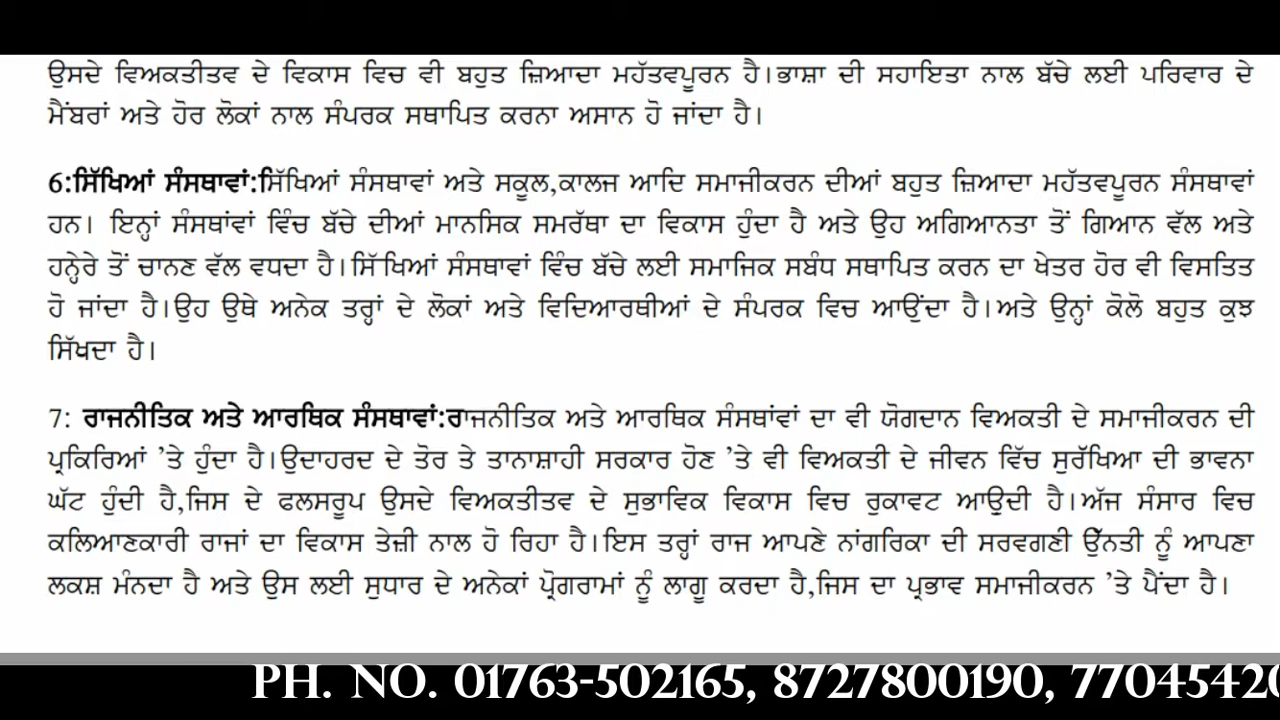 ਉਸਦੇ ਵਿਅਕਤੀਤਵ ਦੇ ਵਿਕਾਸ ਵਿਚ ਵੀ ਬਹੁਤ ਜ਼ਿਆਦਾ ਮਹੱਤਵਪੂਰਨ ਹੈ।ਭਾਸ਼ਾ ਦੀ ਸਹਾਇਤਾ ਨਾਲ ਬੱਚੇ ਲਈ ਪਰਿਵਾਰ ਦੇ
ਮੈਂਬਰਾਂ ਅਤੇ ਹੋਰ ਲੋਕਾਂ ਨਾਲ ਸੰਪਰਕ ਸਥਾਪਿਤ ਕਰਨਾ ਅਸਾਨ ਹੋ ਜਾਂਦਾ ਹੈ।
6:ਸਿੱਖਿਆਂ ਸੰਸਥਾਵਾਂ:ਸਿੱਖਿਆਂ ਸੰਸਥਾਵਾਂ ਅਤੇ ਸਕੂਲ,ਕਾਲਜ ਆਦਿ ਸਮਾਜੀਕਰਨ ਦੀਆਂ ਬਹੁਤ ਜ਼ਿਆਦਾ ਮਹੱਤਵਪੂਰਨ ਸੰਸਥਾਵਾਂ
ਹਨ। ਇਨ੍ਹਾਂ ਸੰਸਥਾਂਵਾਂ ਵਿੰਚ ਬੱਚੇ ਦੀਆਂ ਮਾਨਸਿਕ ਸਮਰੱਥਾ ਦਾ ਵਿਕਾਸ ਹੁੰਦਾ ਹੈ ਅਤੇ ਉਹ ਅਗਿਆਨਤਾ ਤੋਂ ਗਿਆਨ ਵੱਲ ਅਤੇ
ਹਨ੍ਹੇਰੇ ਤੋਂ ਚਾਨਣ ਵੱਲ ਵਧਦਾ ਹੈ।ਸਿੱਖਿਆਂ ਸੰਸਥਾਵਾਂ ਵਿੰਚ ਬੱਚੇ ਲਈ ਸਮਾਜਿਕ ਸਬੰਧ ਸਥਾਪਿਤ ਕਰਨ ਦਾ ਖੇਤਰ ਹੋਰ ਵੀ ਵਿਸਤਿਤ
ਹੋ ਜਾਂਦਾ ਹੈ।ਉਹ ਉਥੇ ਅਨੇਕ ਤਰ੍ਹਾਂ ਦੇ ਲੋਕਾਂ ਅਤੇ ਵਿਦਿਆਰਥੀਆਂ ਦੇ ਸੰਪਰਕ ਵਿਚ ਆਉਂਦਾ ਹੈ।ਅਤੇ ਉਨ੍ਹਾਂ ਕੋਲੋ ਬਹੁਤ ਕੁਝ
ਸਿੱਖਦਾ ਹੈ।
7: ਰਾਜਨੀਤਿਕ ਅਤੇ ਆਰਥਿਕ ਸੰਸਥਾਵਾਂ:ਰਾਜਨੀਤਿਕ ਅਤੇ ਆਰਥਿਕ ਸੰਸਥਾਂਵਾਂ ਦਾ ਵੀ ਯੋਗਦਾਨ ਵਿਅਕਤੀ ਦੇ ਸਮਾਜੀਕਰਨ ਦੀ
ਪ੍ਰਕਿਰਿਆਂ 'ਤੇ ਹੁੰਦਾ ਹੈ।ਉਦਾਹਰਦ ਦੇ ਤੋਰ ਤੇ ਤਾਨਾਸ਼ਾਹੀ ਸਰਕਾਰ ਹੋਣ 'ਤੇ ਵੀ ਵਿਅਕਤੀ ਦੇ ਜੀਵਨ ਵਿੱਚ ਸੁਰੱਖਿਆ ਦੀ ਭਾਵਨਾ
ਘੱਟ ਹੁੰਦੀ ਹੈ,ਜਿਸ ਦੇ ਫਲਸਰੂਪ ਉਸਦੇ ਵਿਅਕਤੀਤਵ ਦੇ ਸੁਭਾਵਿਕ ਵਿਕਾਸ ਵਿਚ ਰੁਕਾਵਟ ਆਉਂਦੀ ਹੈ।ਅੱਜ ਸੰਸਾਰ ਵਿਚ
ਕਲਿਆਣਕਾਰੀ ਰਾਜਾਂ ਦਾ ਵਿਕਾਸ ਤੇਜ਼ੀ ਨਾਲ ਹੋ ਰਿਹਾ ਹੈ।ਇਸ ਤਰ੍ਹਾਂ ਰਾਜ ਆਪਣੇ ਨਾਂਗਰਿਕਾ ਦੀ ਸਰਵਗਣੀ ਉੱਨਤੀ ਨੂੰ ਆਪਣਾ
ਲਕਸ਼ ਮੰਨਦਾ ਹੈ ਅਤੇ ਉਸ ਲਈ ਸੁਧਾਰ ਦੇ ਅਨੇਕਾਂ ਪ੍ਰੋਗਰਾਮਾਂ ਨੂੰ ਲਾਗੂ ਕਰਦਾ ਹੈ,ਜਿਸ ਦਾ ਪ੍ਰਭਾਵ ਸਮਾਜੀਕਰਨ 'ਤੇ ਪੈਂਦਾ ਹੈ।
PH. NO. 01763-502165, 8727800190, 77045420